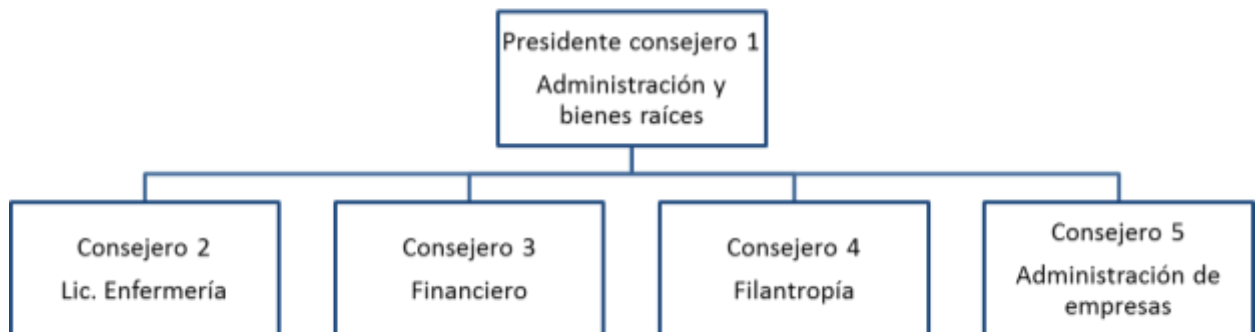 Presidente consejero 1
Administración y
bienes raíces
Consejero 2
Lic. Enfermería
Consejero 3
Financiero
Consejero 4
Filantropía
Consejero 5
Administración de
empresas